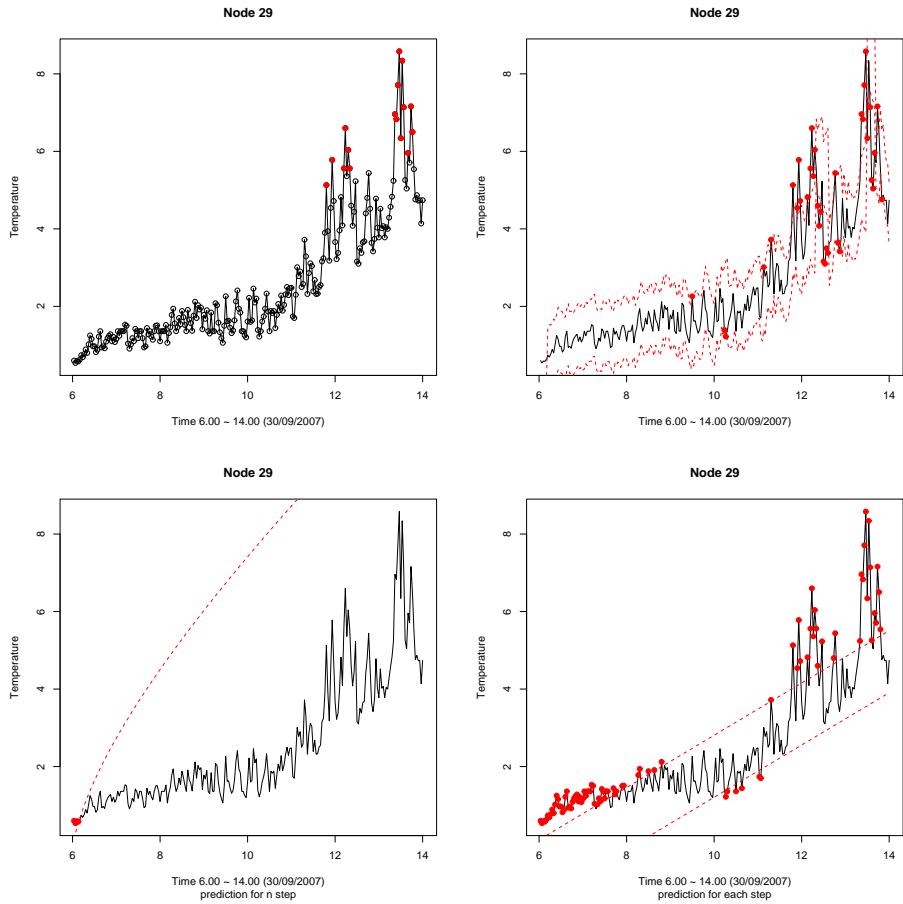 Node 29
Temperature
8
6
4
2
6 8 10 12 14
Time 6.00 ~ 14.00 (30/09/2007)
Node 29
Temperature
8
6
4
2
6 8 10 12 14
Time 6.00 ~ 14.00 (30/09/2007)
Node 29
Temperature
8
6
4
2
6 8 10 12 14
Time 6.00 ~ 14.00 (30/09/2007)
prediction for n step
Node 29
Temperature
8
6
4
2
6 8 10 12 14
Time 6.00 ~ 14.00 (30/09/2007)
prediction for each step